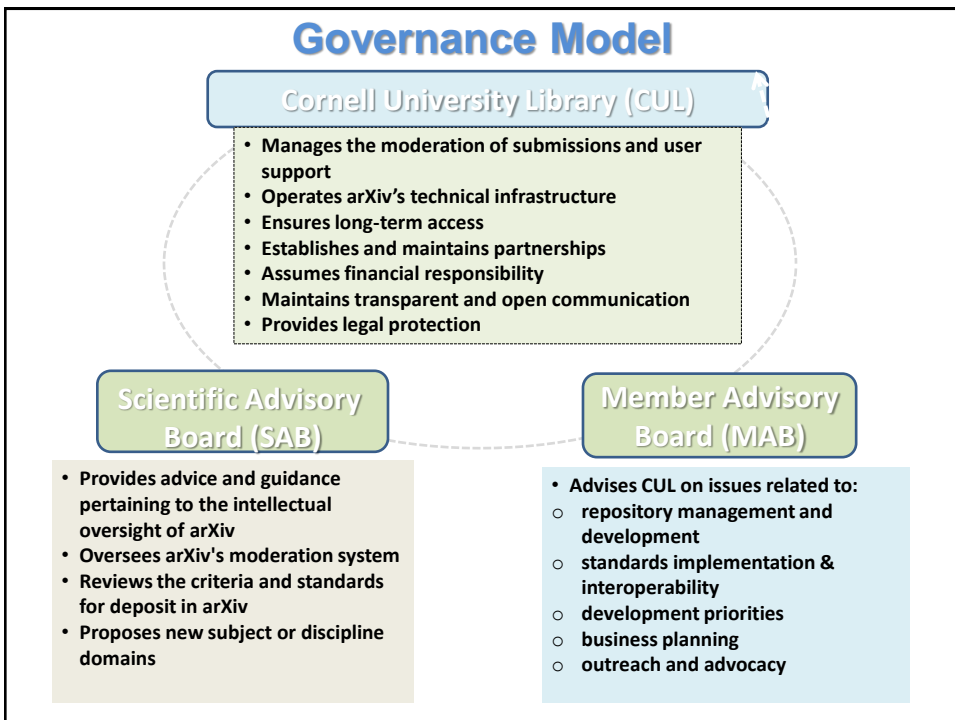 Governance Model
Cornell University Library (CUL)
• Manages the moderation of submissions and user
support
• Operates arXiv’s technical infrastructure
• Ensures long-term access
• Establishes and maintains partnerships
• Assumes financial responsibility
• Maintains transparent and open communication
• Provides legal protection
Scientific Advisory
Board (SAB)
• Provides advice and guidance
pertaining to the intellectual
oversight of arXiv
• Oversees arXiv's moderation system
• Reviews the criteria and standards
for deposit in arXiv
• Proposes new subject or discipline
domains
Member Advisory
Board (MAB)
• Advises CUL on issues related to:
o repository management and
development
o standards implementation &
interoperability
o development priorities
o business planning
o outreach and advocacy